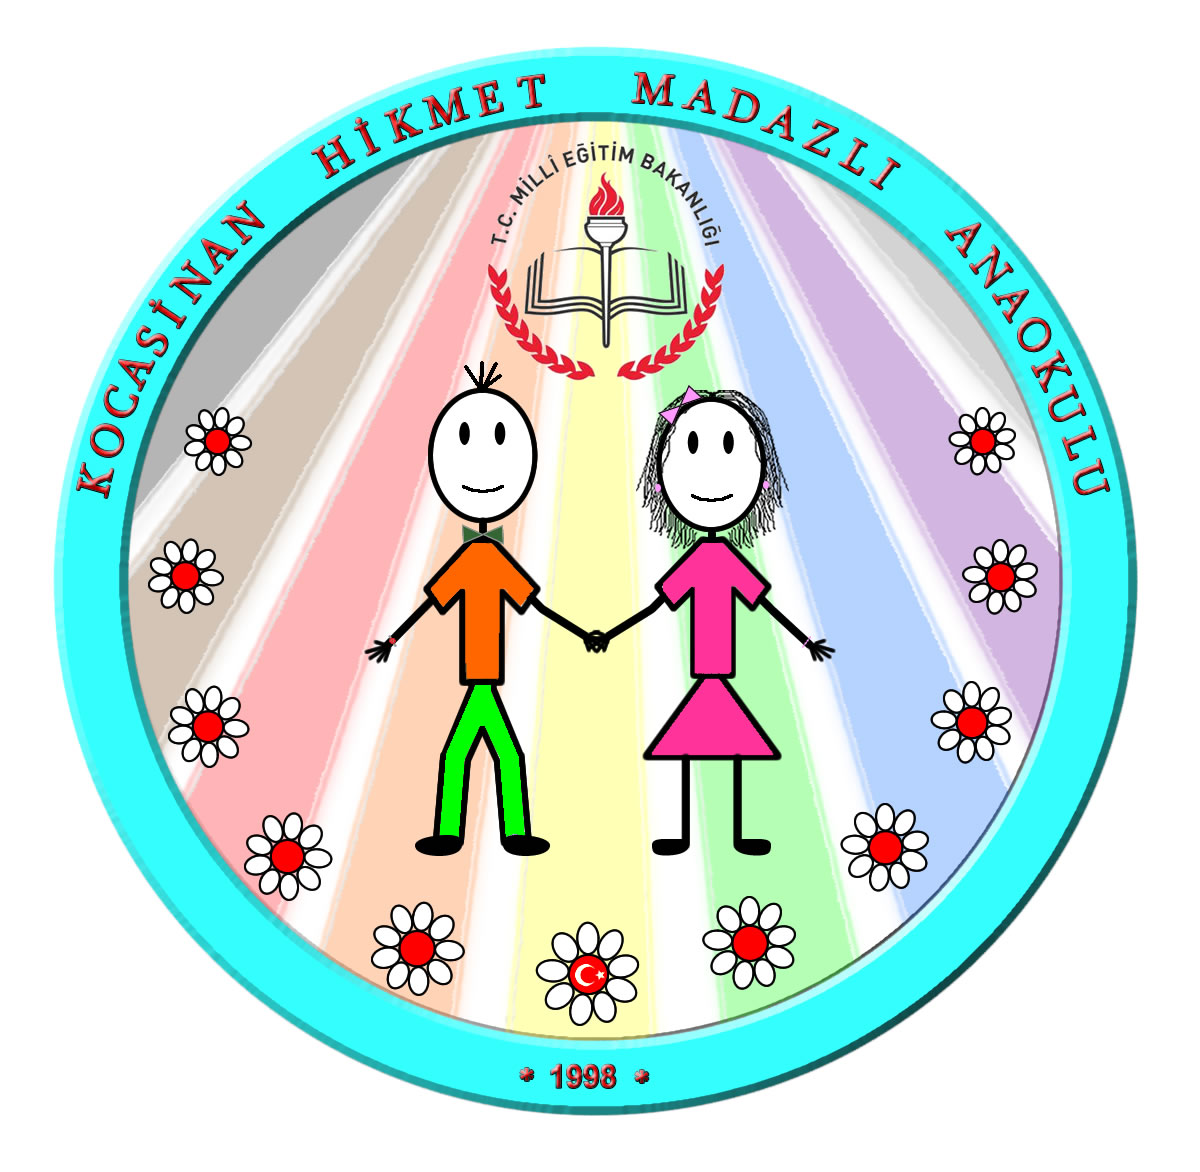 KOCASİNAN HİKMET MADAZLI ANAOKULU
T.C. MİLLÎ EĞİTİM BAKANLIĞI
1998